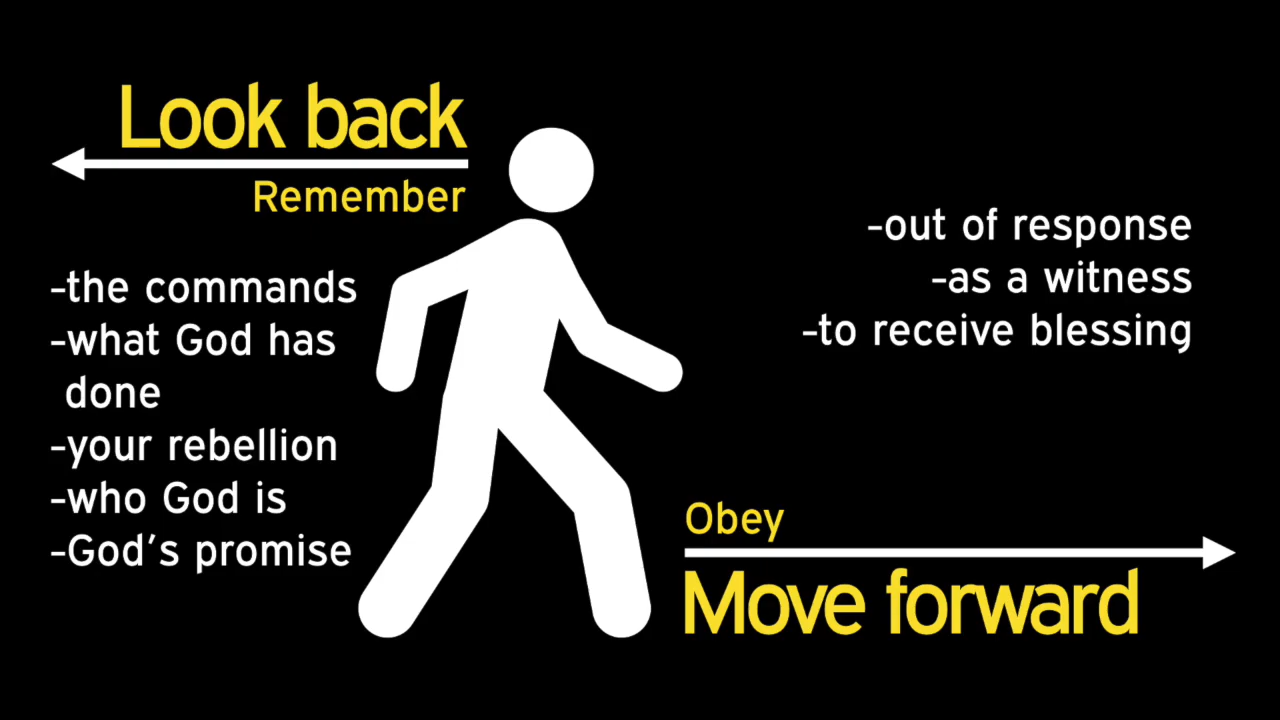 Look back
Remember
-the commands
-what God has
done
-your rebellion
-who God is
-God's promise
-out of response
-as a witness
-to receive blessing
Obey
Move forward